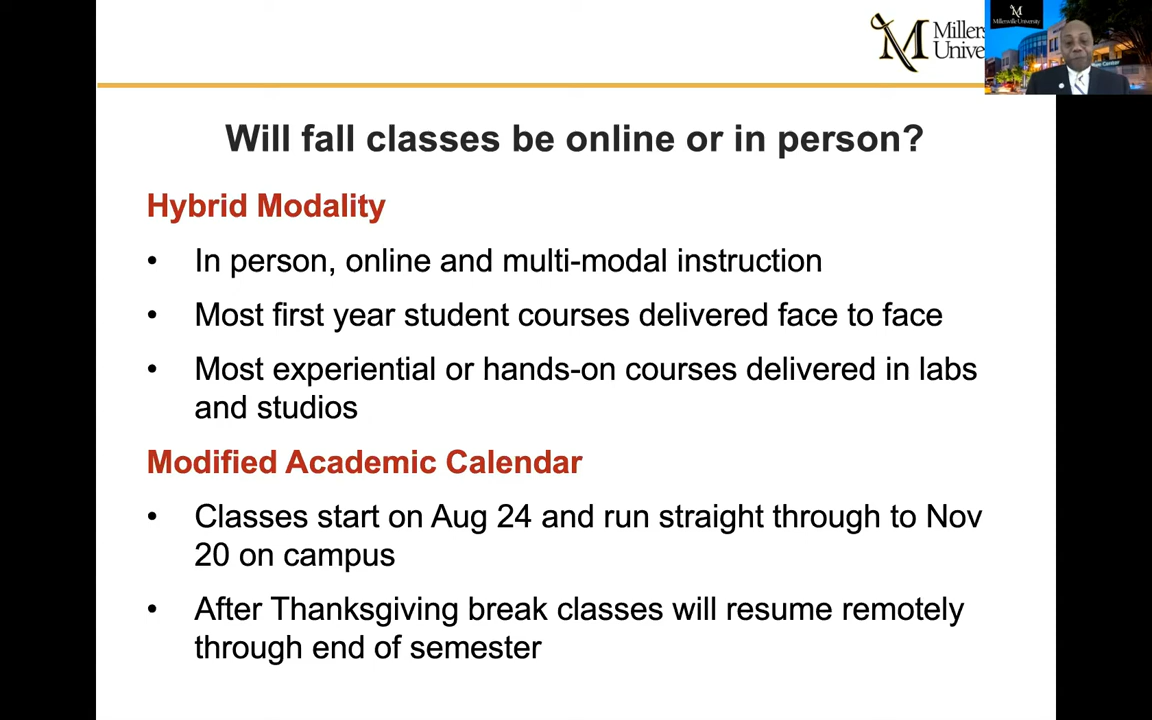 Millers
Unive
Millersville University
Will fall classes be online or in person?
Hybrid Modality
• In person, online and multi-modal instruction
• Most first year student courses delivered face to face
• Most experiential or hands-on courses delivered in labs
and studios
Modified Academic Calendar
• Classes start on Aug 24 and run straight through to Nov
20 on campus
• After Thanksgiving break classes will resume remotely
through end of semester